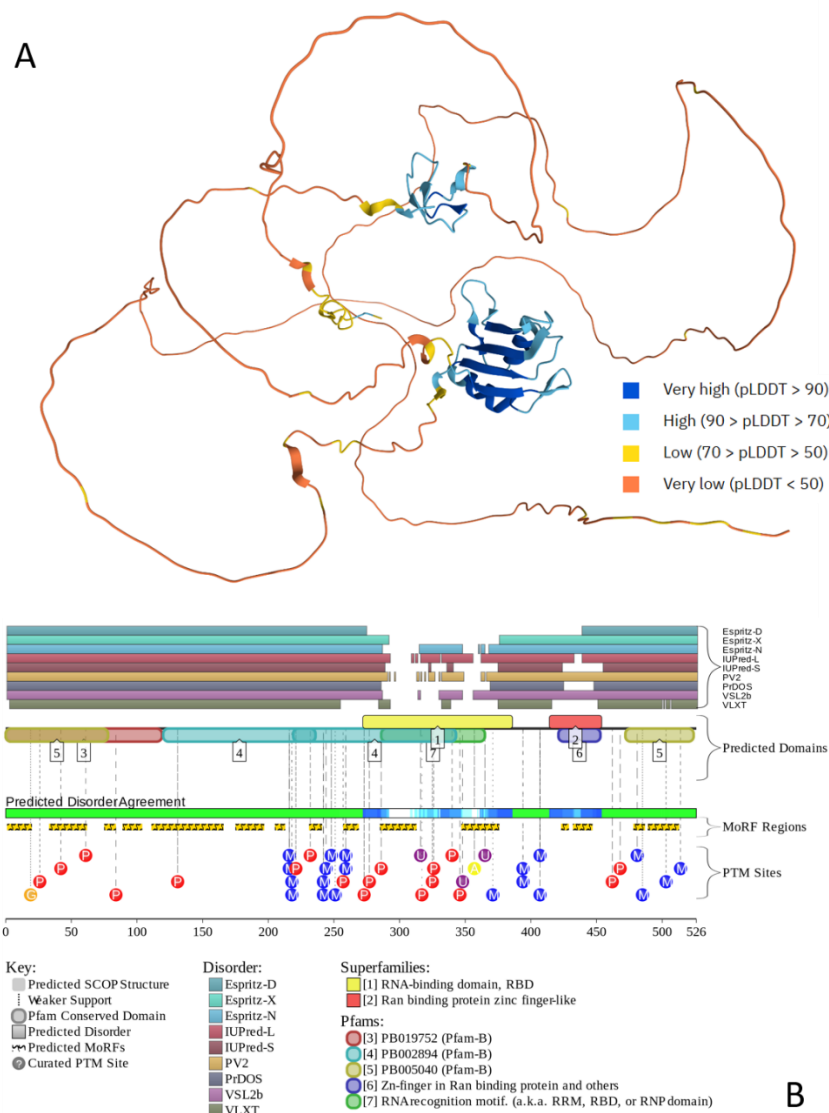 A
Very high (pLDDT > 90)
High (90 > pLDDT > 70)
Low (70 > pLDDT > 50)
Very low (pLDDT < 50)
Espritz-D
Espritz-X
Espritz-N
IUPred-L
IUPred-S
PV2
PrDOS
VSL2b
VLXT
1 2
5 3 4 4 7 6 5
Predicted Domains
Predicted Disorder Agreement
MoRF Regions
P M P M M M U P U M M P
P P M M M P A M P M
P P M P P P U M P M
G P M M M P P P M M M
PTM Sites
0 50 100 150 200 250 300 350 400 450 500 526
Key:
Predicted SCOP Structure
Weaker Support
Pfam Conserved Domain
Predicted Disorder
Predicted MoRFs
? Curated PTM Site
Disorder:
Espritz-D
Espritz-X
Espritz-N
IUPred-L
IUPred-S
PV2
PrDOS
VSL2b
VLXT
Superfamilies:
[1] RNA-binding domain, RBD
[2] Ran binding protein zinc finger-like
Pfams:
[3] PB019752 (Pfam-B)
[4] PB002894 (Pfam-B)
[5] PB005040 (Pfam-B)
[6] Zn-finger in Ran binding protein and others
[7] RNA recognition motif. (a.k.a. RRM, RBD, or RNP domain)
B